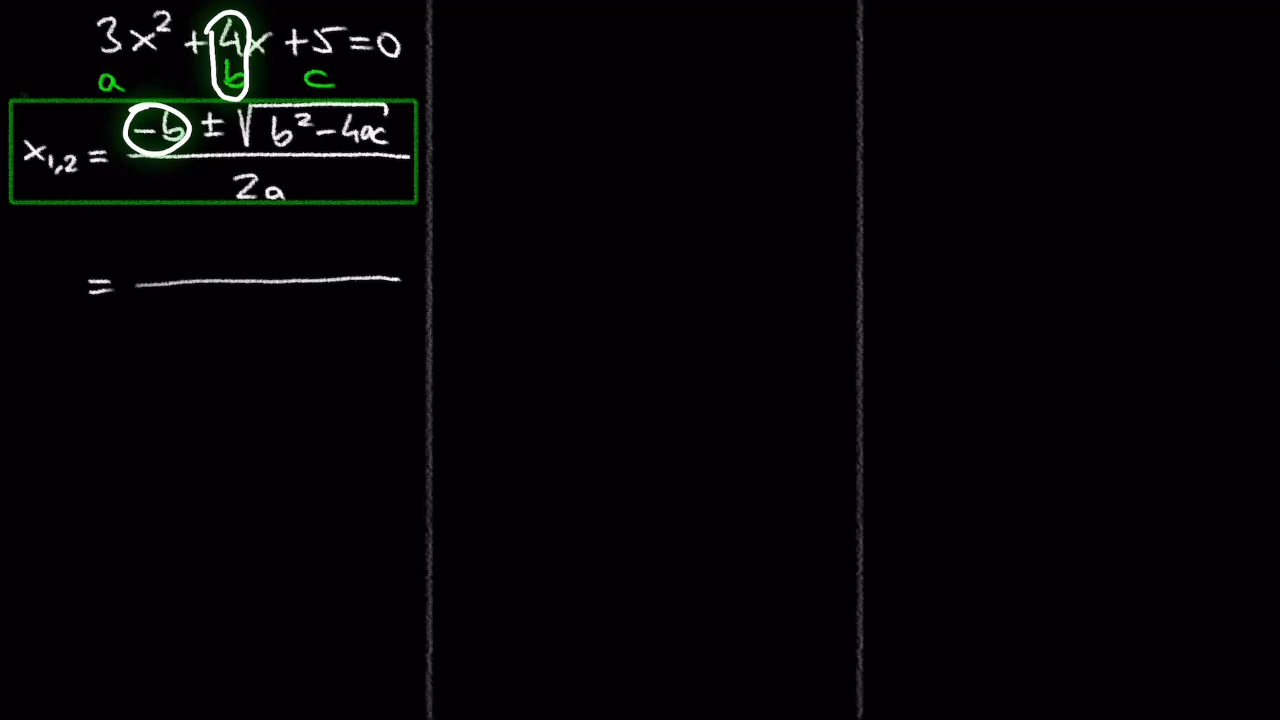 3x² + 4x + 5 = 0
a b c
x₁,₂ = (-b ± √(b² - 4ac)) / 2a
=